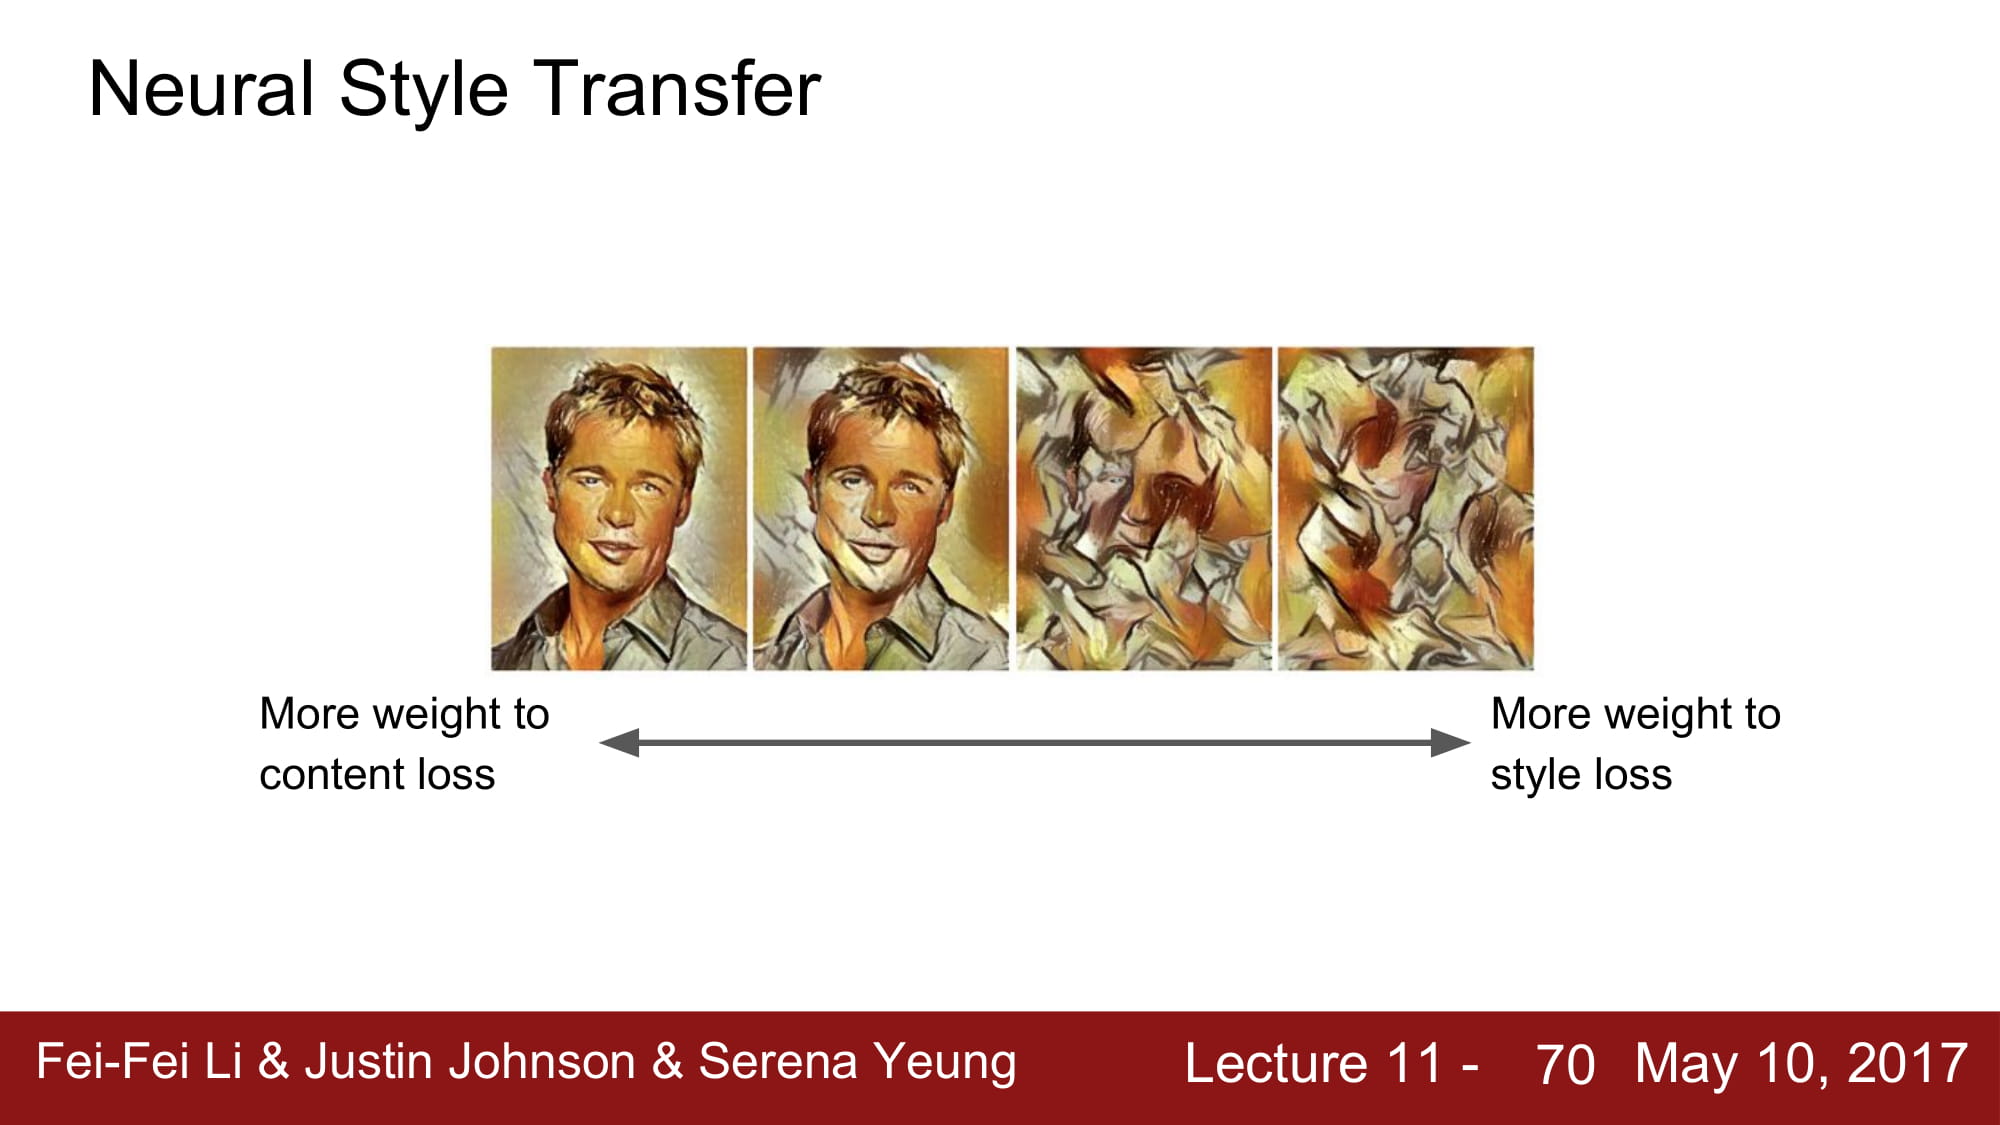 Neural Style Transfer
More weight to
content loss
More weight to
style loss
Fei-Fei Li & Justin Johnson & Serena Yeung
Lecture 11 - 70 May 10, 2017